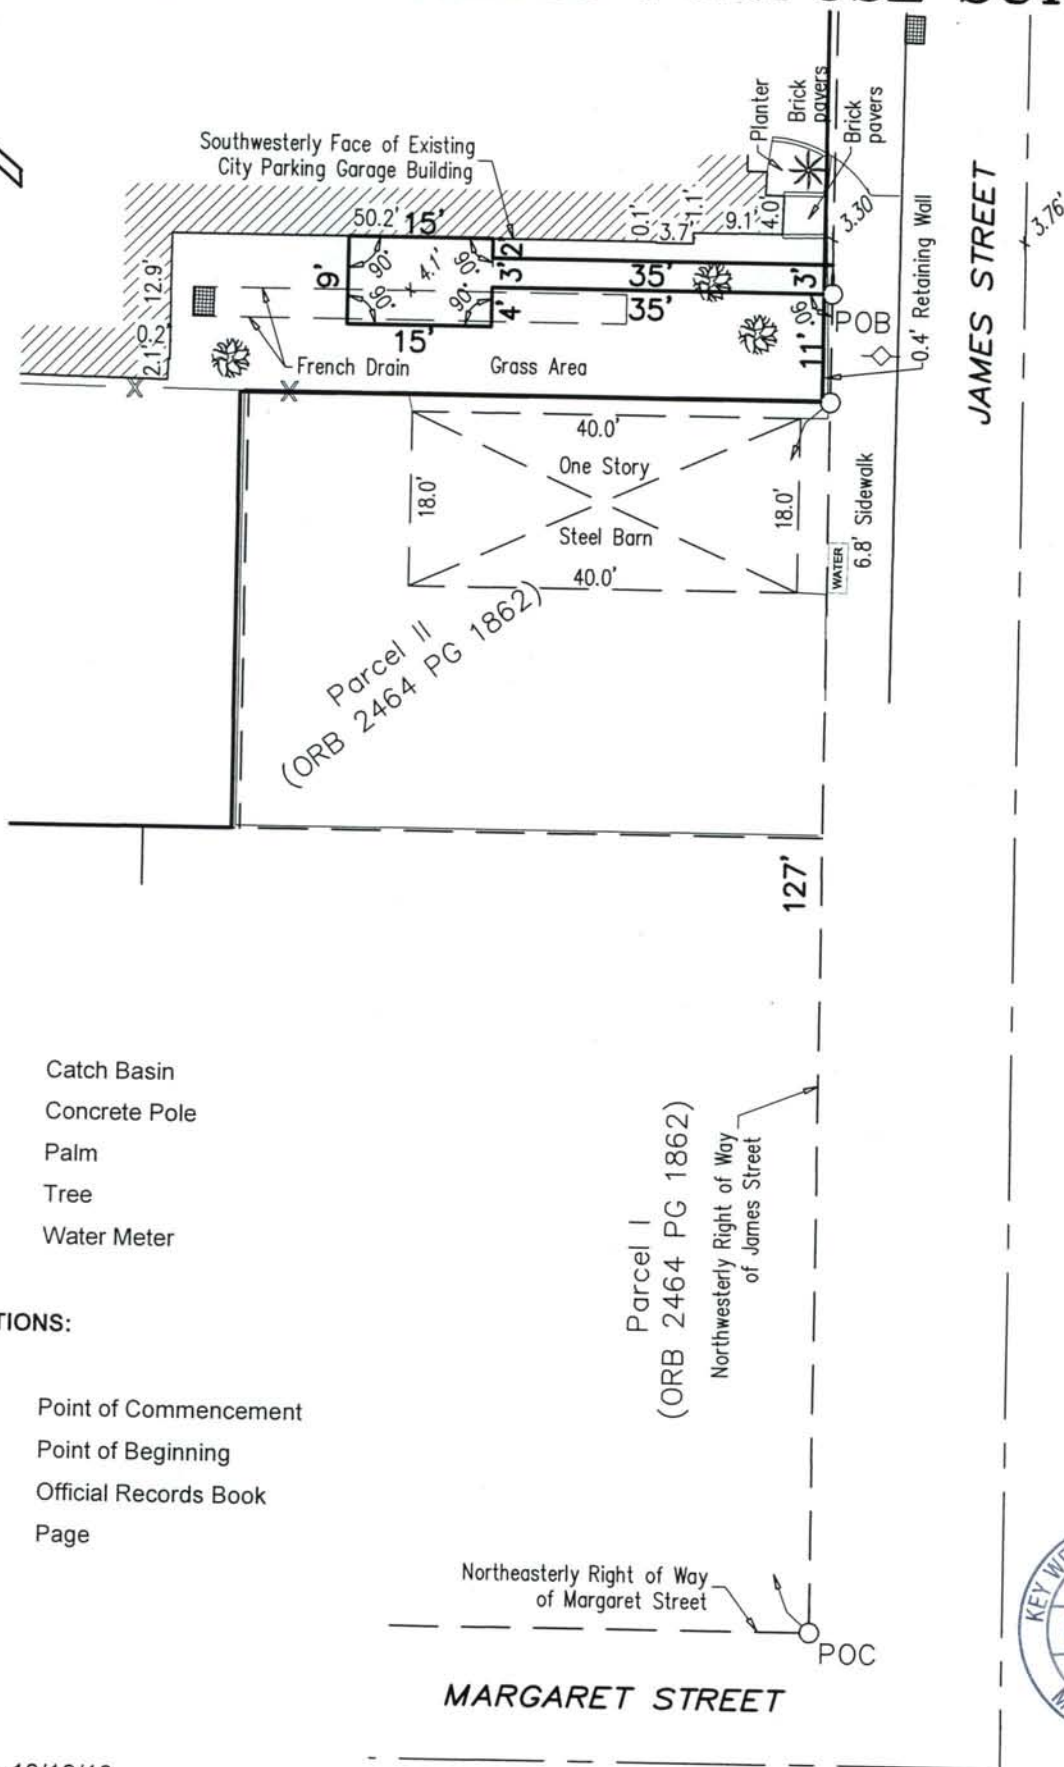 Southwesterly Face of Existing
City Parking Garage Building
Planter
Brick
pavers
Brick
pavers
50.2'
15'
0.1'
3.7'
1.1'
9.1'
4.0'
3.30
3.76'
JAMES STREET
0.4' Retaining Wall
12.9'
9'
90°
90°
4.1'
90°
90°
2'
3'
35'
3'
4'
35'
15'
90°
POB
11'
0.2'
2.1'
French Drain
Grass Area
40.0'
One Story
18.0'
18.0'
Steel Barn
40.0'
WATER
6.8' Sidewalk
Parcel II
(ORB 2464 PG 1862)
127'
Catch Basin
Concrete Pole
Palm
Tree
Water Meter
TIONS:
Point of Commencement
Point of Beginning
Official Records Book
Page
Parcel I
(ORB 2464 PG 1862)
Northwesterly Right of Way
of James Street
Northeasterly Right of Way
of Margaret Street
POC
MARGARET STREET
KEY W